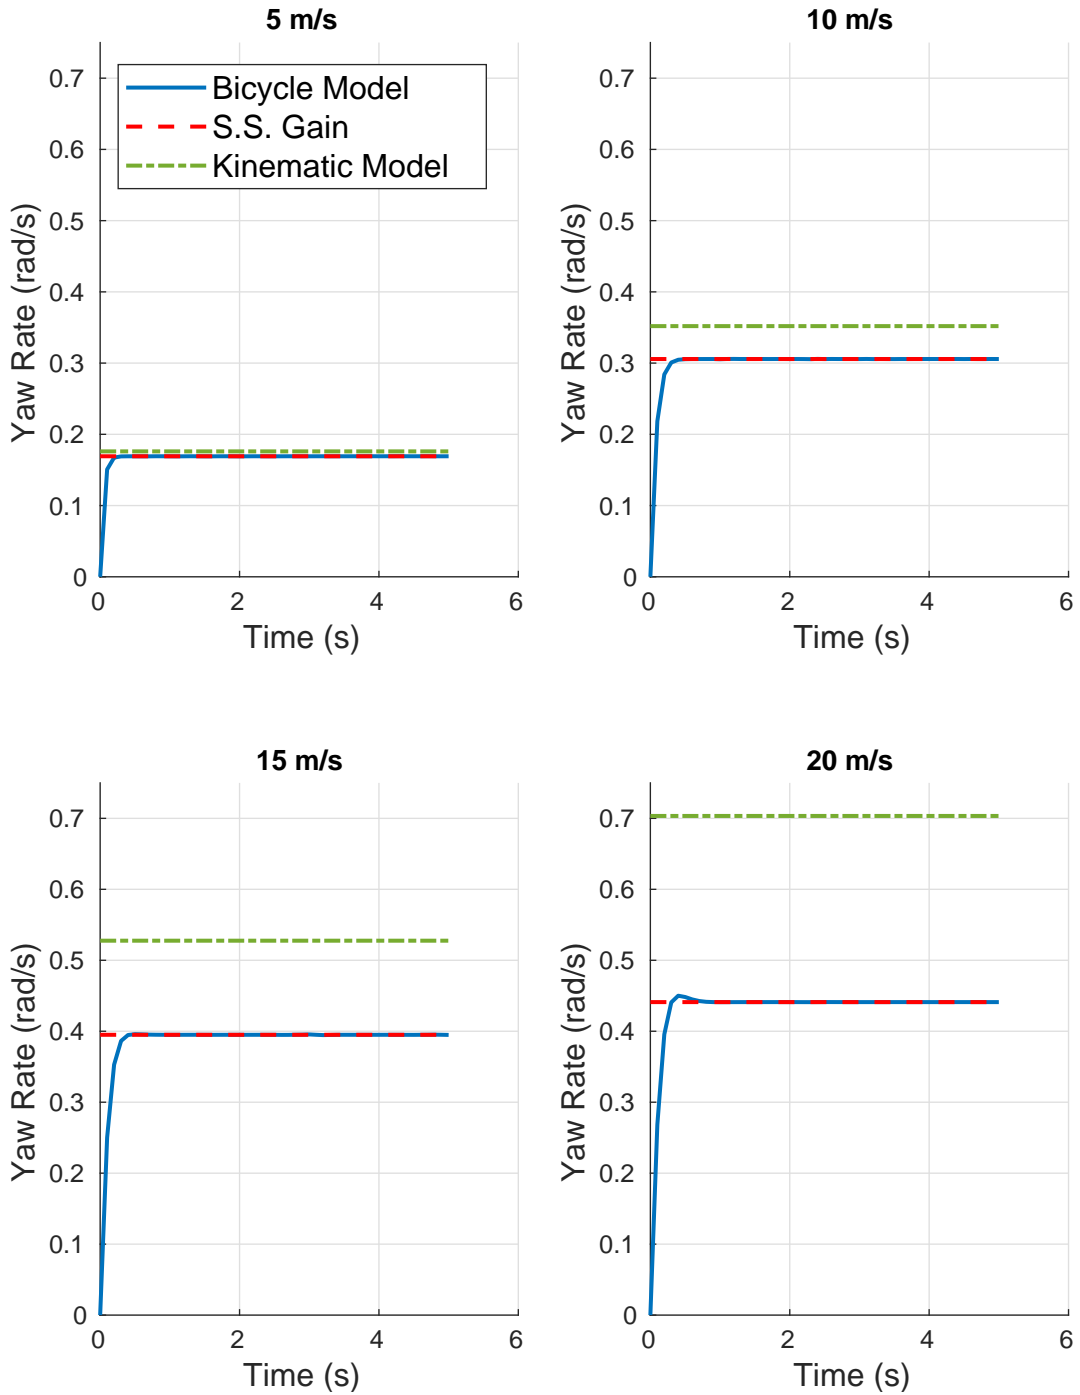 5 m/s
0.7
0.6
0.5
0.4
0.3
0.2
0.1
0
Yaw Rate (rad/s)
Bicycle Model
S.S. Gain
Kinematic Model
0 2 4 6
Time (s)
10 m/s
0.7
0.6
0.5
0.4
0.3
0.2
0.1
0
Yaw Rate (rad/s)
0 2 4 6
Time (s)
15 m/s
0.7
0.6
0.5
0.4
0.3
0.2
0.1
0
Yaw Rate (rad/s)
0 2 4 6
Time (s)
20 m/s
0.7
0.6
0.5
0.4
0.3
0.2
0.1
0
Yaw Rate (rad/s)
0 2 4 6
Time (s)